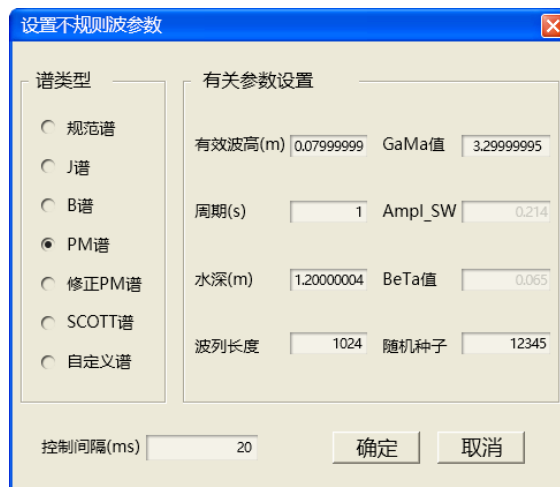 设置不规则波参数
谱类型
规范谱
J谱
B谱
PM谱
修正PM谱
SCOTT谱
自定义谱
有关参数设置
有效波高(m) 0.07999999 GaMa值 3.29999995
周期(s) 1 Ampl_SW 0.214
水深(m) 1.20000004 BeTa值 0.065
波列长度 1024 随机种子 12345
控制间隔(ms) 20 确定 取消